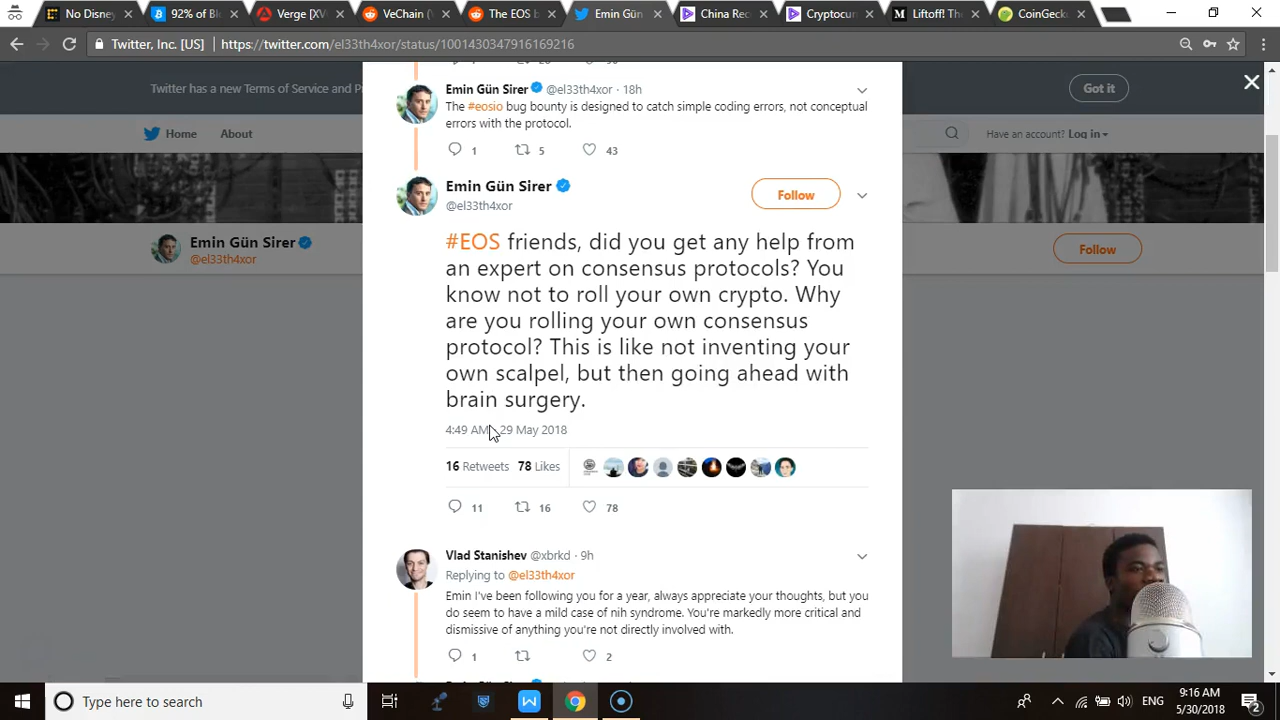 No Disney
92% of Bi
Verge [XV
VeChain (V
The EOS b
Emin Gün
China Rec
Cryptocur
Liftoff! Th
CoinGeck
Twitter, Inc. [US] https://twitter.com/el33th4xor/status/1001430347916169216
Twitter has a new Terms of Service and P
Got it
Home About
Have an account? Log in
Emin Gün Sirer
@el33th4xor
Follow
Emin Gün Sirer @el33th4xor · 18h
The #eosio bug bounty is designed to catch simple coding errors, not conceptual
errors with the protocol.
1 5 43
Emin Gün Sirer
@el33th4xor
Follow
#EOS friends, did you get any help from
an expert on consensus protocols? You
know not to roll your own crypto. Why
are you rolling your own consensus
protocol? This is like not inventing your
own scalpel, but then going ahead with
brain surgery.
4:49 AM 29 May 2018
16 Retweets 78 Likes
11 16 78
Vlad Stanishev @xbrkd · 9h
Replying to @el33th4xor
Emin I've been following you for a year, always appreciate your thoughts, but you
do seem to have a mild case of nih syndrome. You're markedly more critical and
dismissive of anything you're not directly involved with.
1 2
Type here to search
ENG
9:16 AM
5/30/2018
2